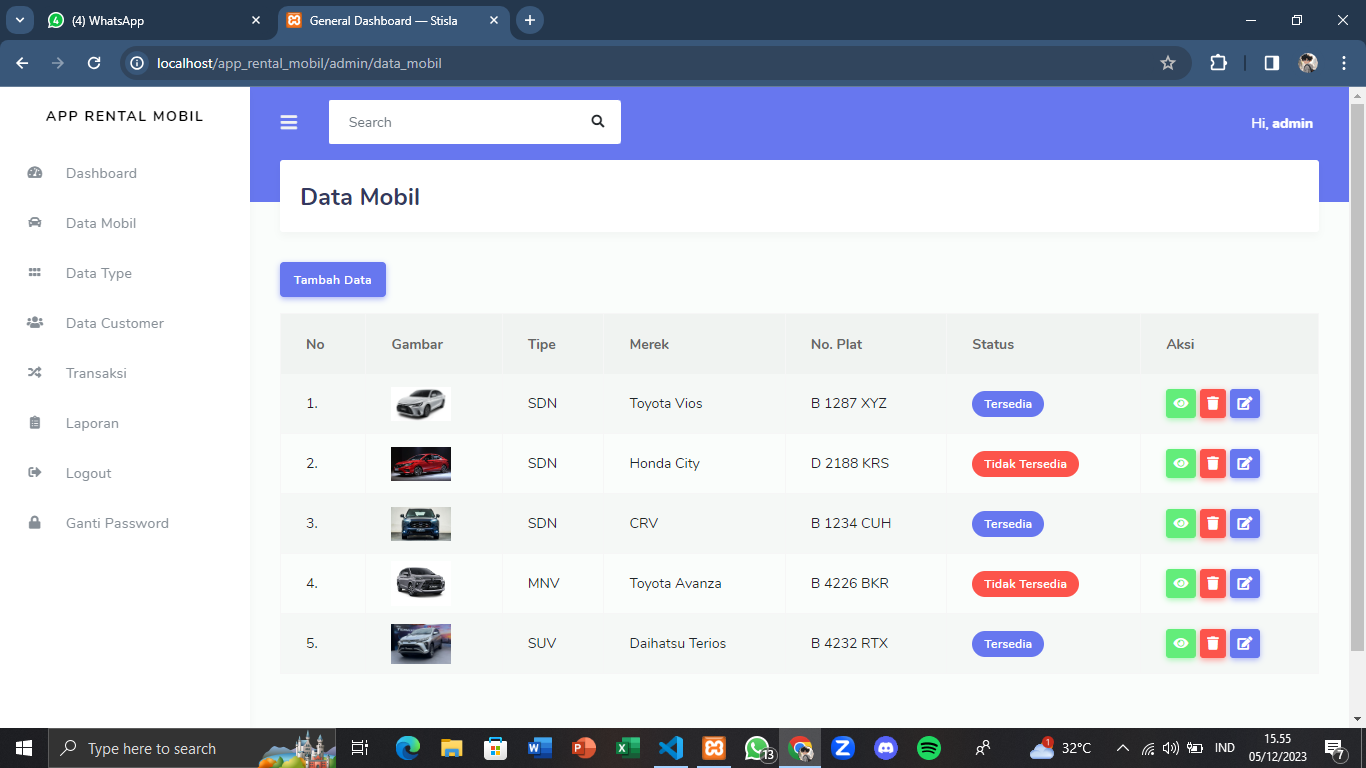 (4) WhatsApp
General Dashboard — Stisla
localhost/app_rental_mobil/admin/data_mobil
APP RENTAL MOBIL
Search
Hi, admin
Dashboard
Data Mobil
Data Type
Data Customer
Transaksi
Laporan
Logout
Ganti Password
Data Mobil
Tambah Data
No Gambar Tipe Merek No. Plat Status Aksi
1. SDN Toyota Vios B 1287 XYZ Tersedia
2. SDN Honda City D 2188 KRS Tidak Tersedia
3. SDN CRV B 1234 CUH Tersedia
4. MNV Toyota Avanza B 4226 BKR Tidak Tersedia
5. SUV Daihatsu Terios B 4232 RTX Tersedia
Type here to search
13
1
32°C
IND
15.55
05/12/2023
7